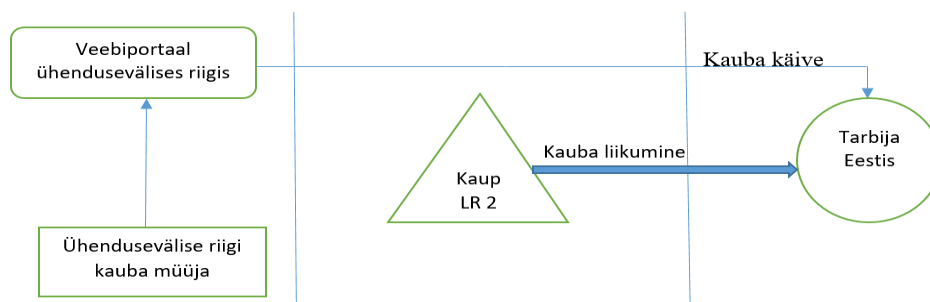 Veebiportaal
ühendusevälises riigis
Kauba käive
Tarbija
Eestis
Kauba liikumine
Kaup
LR 2
Ühendusevälise riigi
kauba müüja